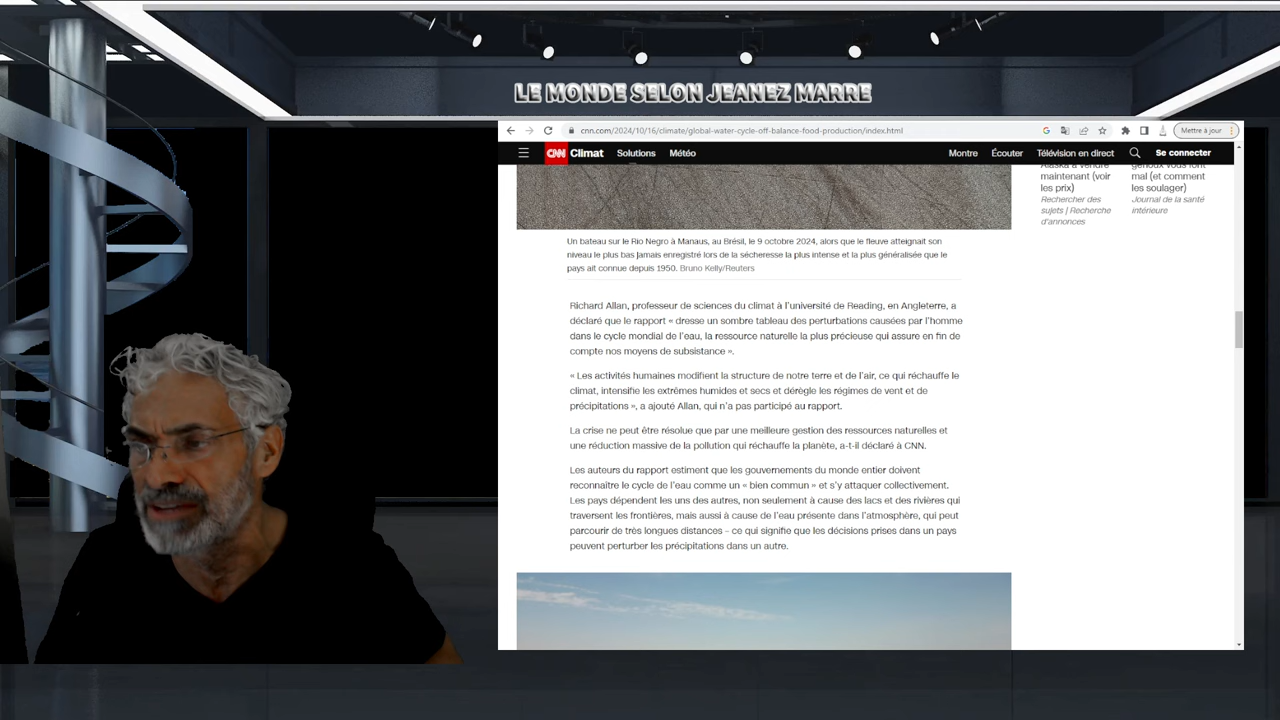 LE MONDE SELON JEANEZ MARRE
cnn.com/2024/10/16/climate/global-water-cycle-off-balance-food-production/index.html
Mettre à jour
CNN Climat Solutions Météo Montre Écouter Télévision en direct Se connecter
Alaska à vendre
maintenant (voir
les prix)
Rechercher des
sujets | Recherche
d'annonces
genoux vous font
mal (et comment
les soulager)
Journal de la santé
intérieure
Un bateau sur le Rio Negro à Manaus, au Brésil, le 9 octobre 2024, alors que le fleuve atteignait son
niveau le plus bas jamais enregistré lors de la sécheresse la plus intense et la plus généralisée que le
pays ait connue depuis 1950. Bruno Kelly/Reuters
Richard Allan, professeur de sciences du climat à l'université de Reading, en Angleterre, a
déclaré que le rapport « dresse un sombre tableau des perturbations causées par l'homme
dans le cycle mondial de l'eau, la ressource naturelle la plus précieuse qui assure en fin de
compte nos moyens de subsistance ».
« Les activités humaines modifient la structure de notre terre et de l'air, ce qui réchauffe le
climat, intensifie les extrêmes humides et secs et dérègle les régimes de vent et de
précipitations », a ajouté Allan, qui n'a pas participé au rapport.
La crise ne peut être résolue que par une meilleure gestion des ressources naturelles et
une réduction massive de la pollution qui réchauffe la planète, a-t-il déclaré à CNN.
Les auteurs du rapport estiment que les gouvernements du monde entier doivent
reconnaître le cycle de l'eau comme un « bien commun » et s'y attaquer collectivement.
Les pays dépendent les uns des autres, non seulement à cause des lacs et des rivières qui
traversent les frontières, mais aussi à cause de l'eau présente dans l'atmosphère, qui peut
parcourir de très longues distances – ce qui signifie que les décisions prises dans un pays
peuvent perturber les précipitations dans un autre.